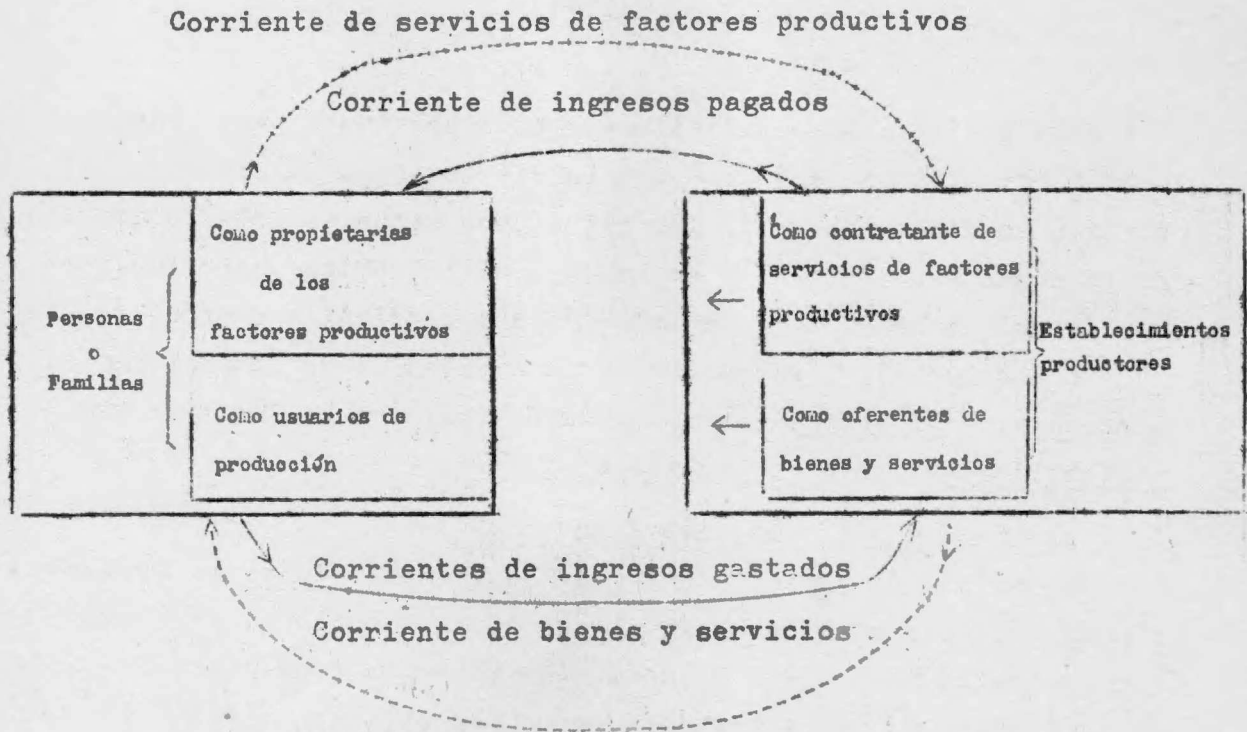 Corriente de servicios de factores productivos
Corriente de ingresos pagados
Personas
o
Familias
Como propietarias
de los
factores productivos
Como usuarios de
producción
Como contratante de
servicios de factores
productivos
Como oferentes de
bienes y servicios
Establecimientos
productores
Corrientes de ingresos gastados
Corriente de bienes y servicios